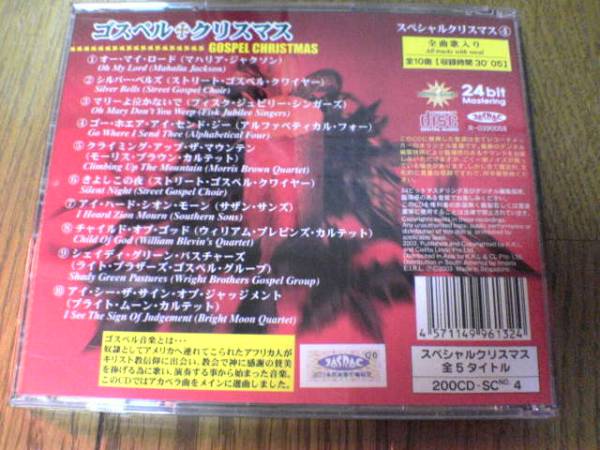 ゴスペル クリスマス
GOSPEL CHRISTMAS
スペシャルクリスマス④
全曲歌入り
All tracks with vocal
全10曲【収録時間 30'05】
①オー・マイ・ロード(マハリア・ジャクソン)
Oh My Lord (Mahalia Jackson)
②シルバー・ベルズ(ストリート・ゴスペル・クワイヤー)
Silver Bells (Street Gospel Choir)
③マリーよ泣かないで(フィスク・ジュビリー・シンガーズ)
Oh Mary Don't You Weep (Fisk Jubilee Singers)
④ゴー・ホエア・アイ・センド・ジー(アルファベティカル・フォー)
Go Where I Send Thee (Alphabetical Four)
⑤クライミング・アップ・ザ・マウンテン
(モーリス・ブラウン・カルテット)
Climbing Up The Mountain (Morris Brown Quartet)
⑥きよしこの夜(ストリート・ゴスペル・クワイヤー)
Silent Night (Street Gospel Choir)
⑦アイ・ハード・シオン・モーン(サザン・サンズ)
I Heard Zion Mourn (Southern Sons)
⑧チャイルド・オブ・ゴッド(ウィリアム・ブレビンズ・カルテット)
Child Of God (William Blevin's Quartet)
⑨シェイディ・グリーン・パスチャーズ
(ライト・ブラザーズ・ゴスペル・グループ)
Shady Green Pastures (Wright Brothers Gospel Group)
⑩アイ・シー・ザ・サイン・オブ・ジャッジメント
(ブライト・ムーン・カルテット)
I See The Sign Of Judgement (Bright Moon Quartet)
24bit
Mastering
COMPACT
disc
DIGITAL AUDIO
JASRAC
R-0390058
4 571149 961324
ゴスペル音楽とは・・・
奴隷としてアメリカへ連れてこられたアフリカ人が
キリスト教信仰に出会い、教会で神に感謝の賛美
を捧げる為に歌い、演奏する事から始まった音楽。
このCDではアカペラ曲をメインに選曲しました。
JASRAC
スペシャルクリスマス
全5タイトル
200CD-SC NO. 4